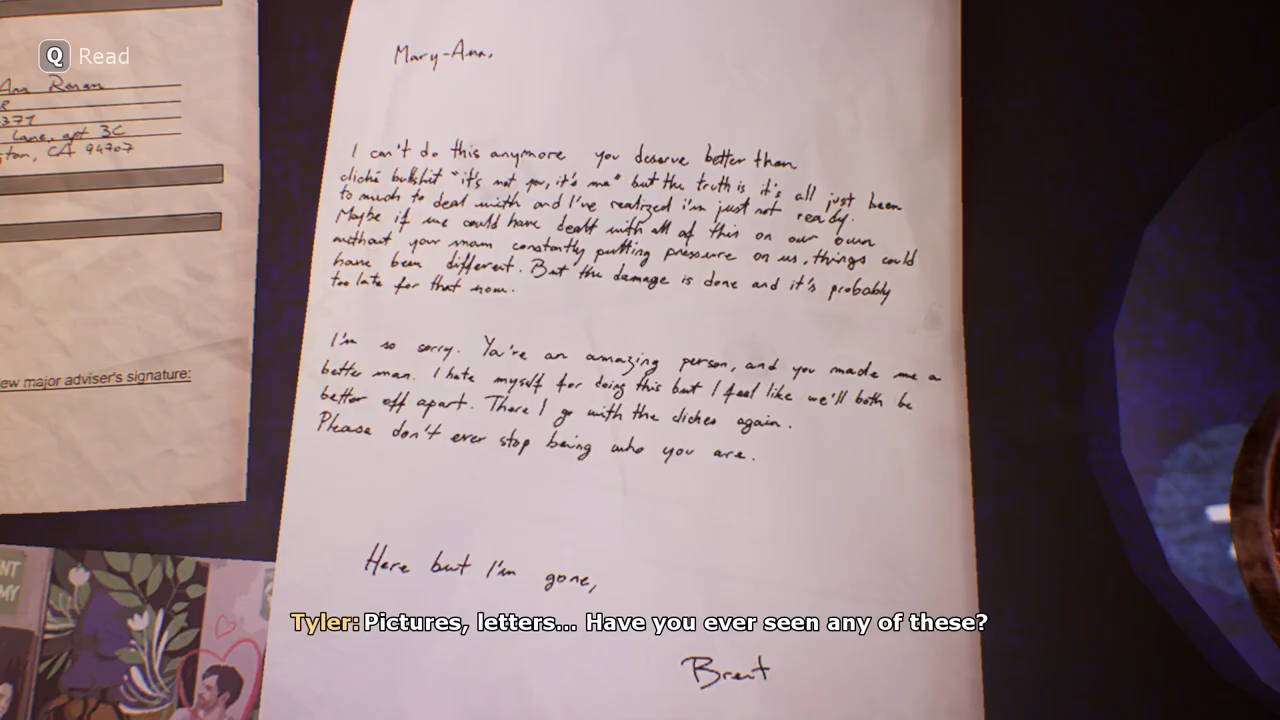 Q Read
Ann Ronan
R
371
Lane, apt 3C
ton, CA 94707
ew major adviser's signature:
NT
MY
Mary-Ann,
I can't do this anymore you deserve better than
cliché bullshit "it's not you, it's me" but the truth is it's all just been
to much to deal with and I've realized i'm just not ready.
Maybe if we could have dealt with all of this on our own
without your mom constantly putting pressure on us, things could
have been different. But the damage is done and it's probably
too late for that now.
I'm so sorry. You're an amazing person, and you made me a
better man. I hate myself for doing this but I feel like we'll both be
better off apart. There I go with the cliches again.
Please don't ever stop being who you are.
Here but I'm gone,
Tyler: Pictures, letters... Have you ever seen any of these?
Brent